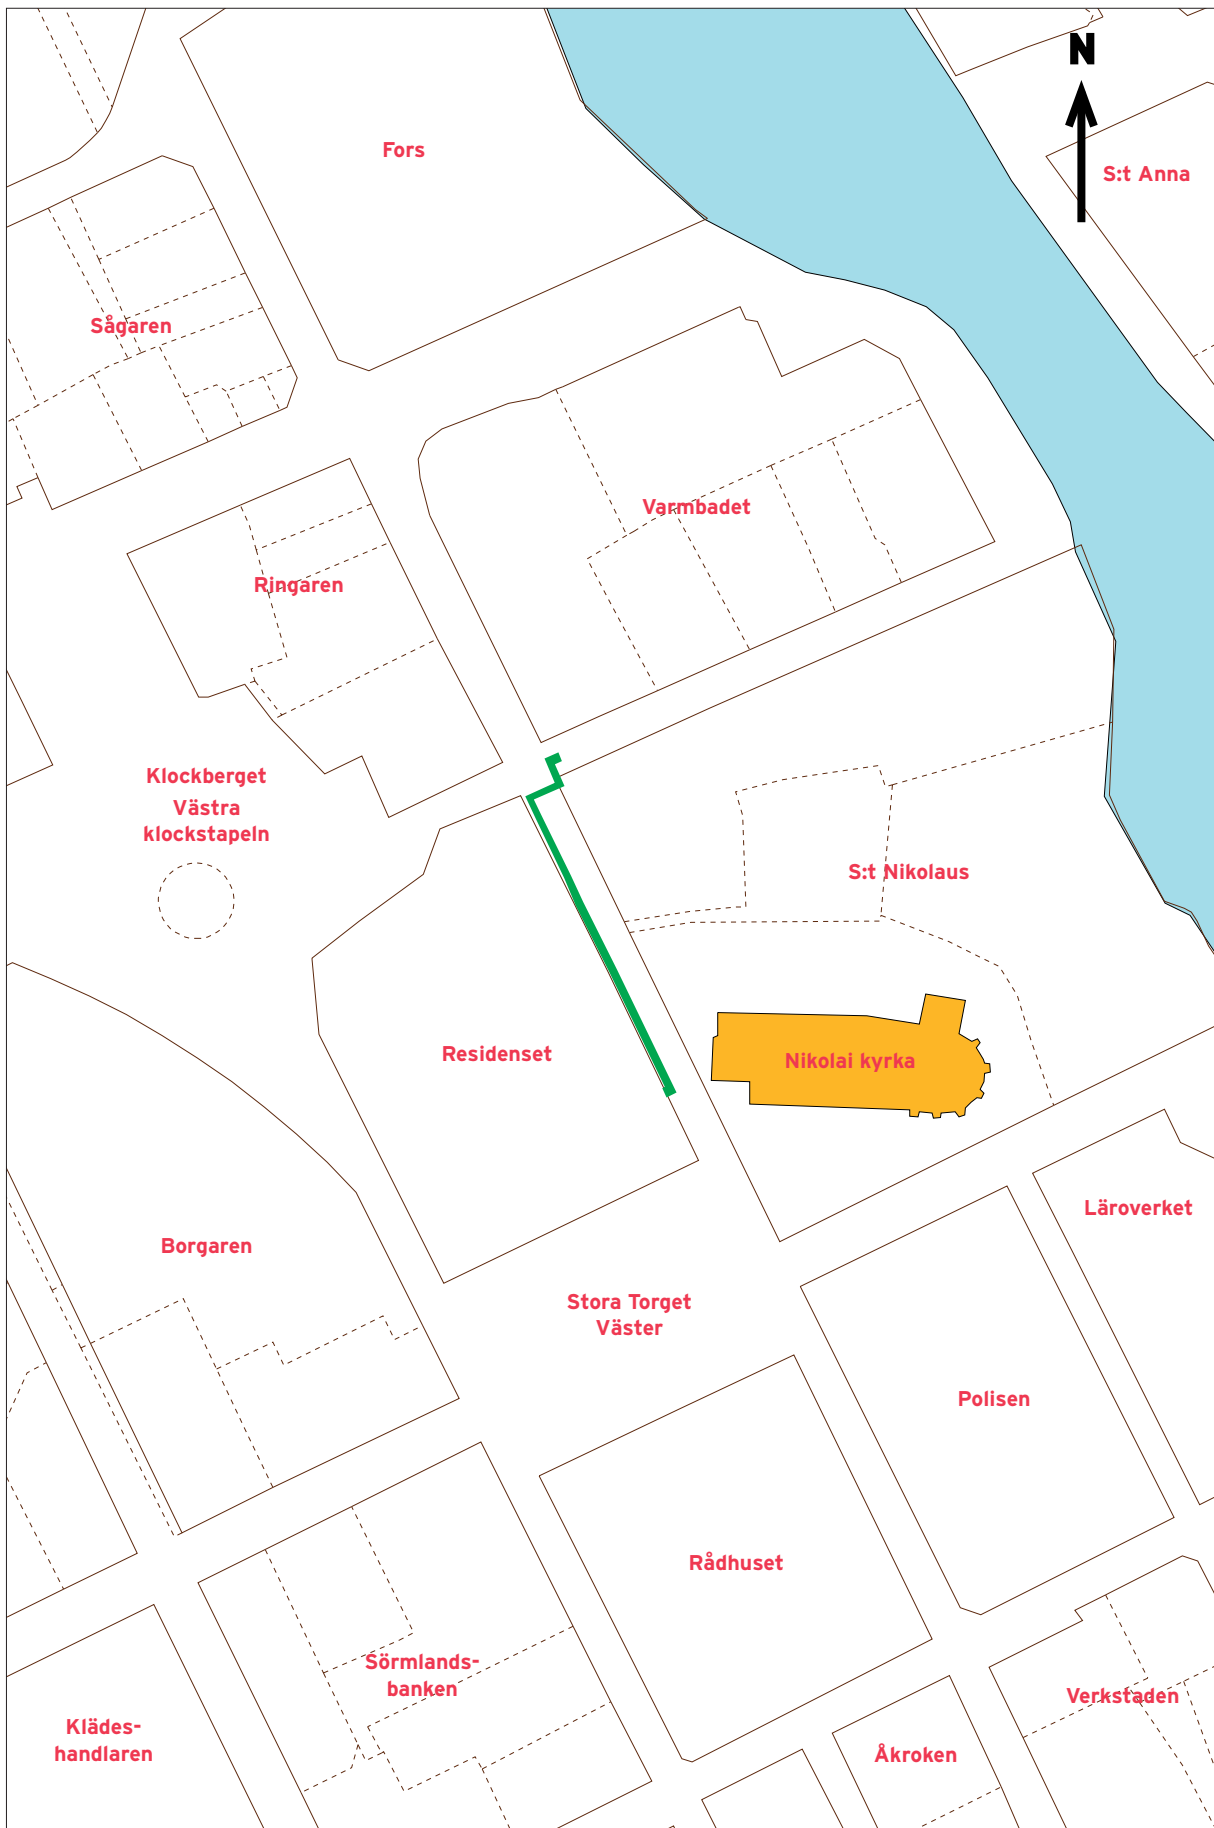 N
Fors
S:t Anna
Sågaren
Varmbadet
Ringaren
Klockberget
Västra
klockstapeln
S:t Nikolaus
Residenset
Nikolai kyrka
Läroverket
Borgaren
Stora Torget
Väster
Polisen
Rådhuset
Sörmlands-
banken
Verkstaden
Klädes-
handlaren
Åkroken